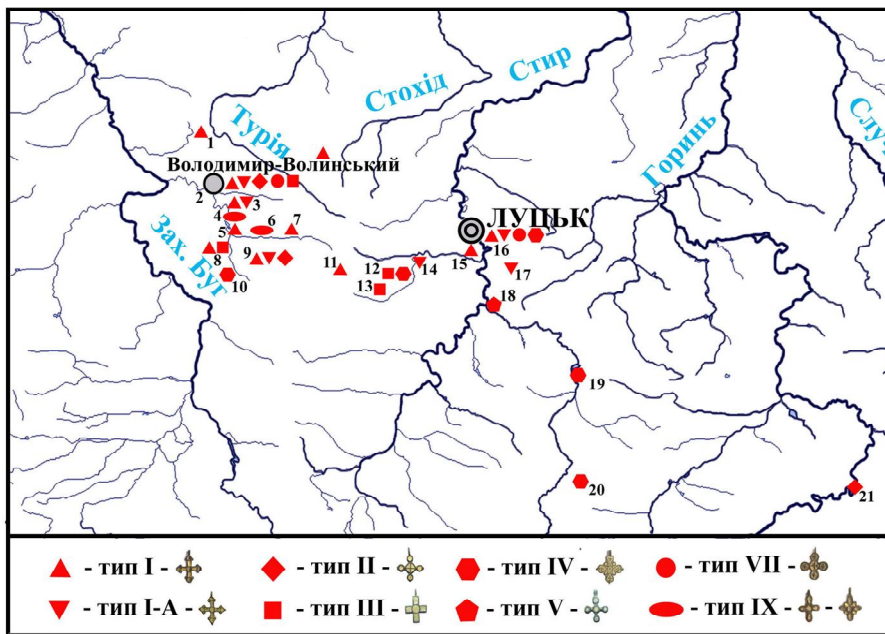 Стир
Стохід
Случ
Турія
Горинь
1
Володимир-Волинський
2
3
4
ЛУЦЬК
5
6
7
Зах. Буг
8
9
16
15
11
12
14
17
10
13
18
19
20
21
- тип I -
- тип II -
- тип IV -
- тип VII -
- тип I-А -
- тип III -
- тип V -
- тип IX -